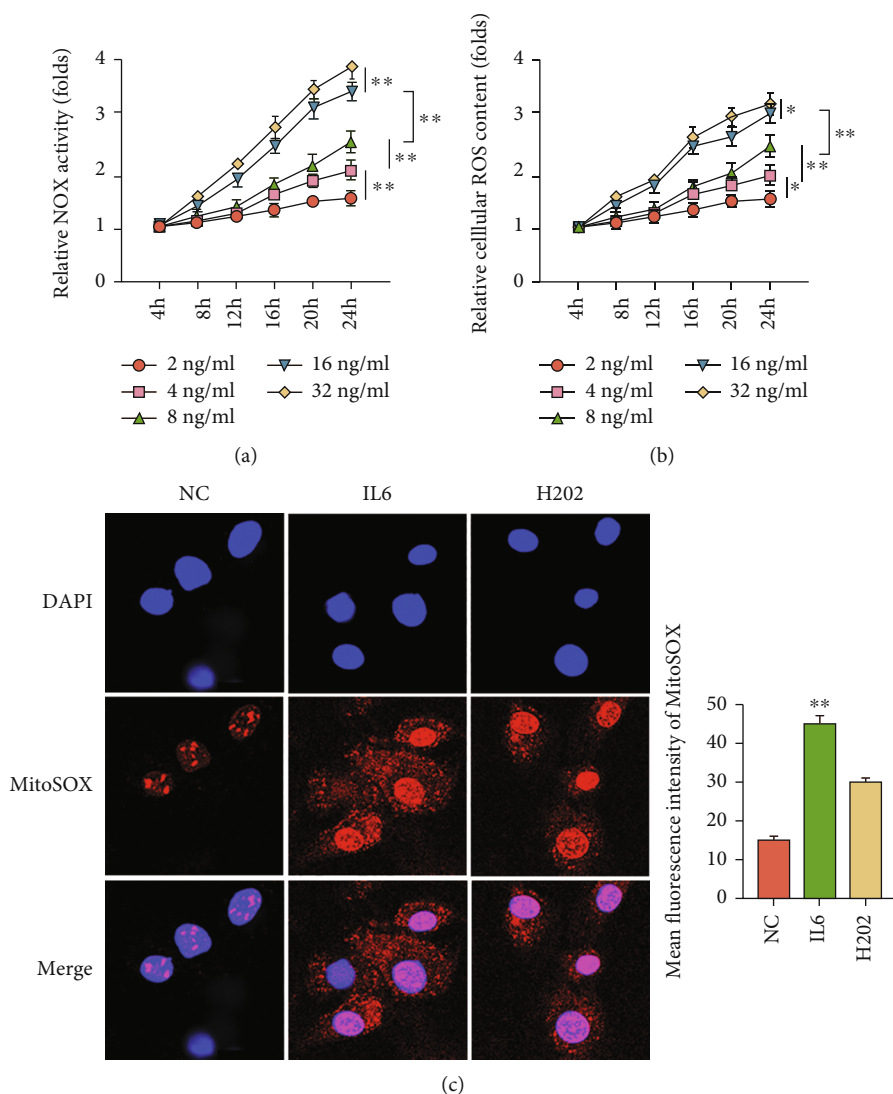 Relative NOX activity (folds)
4
3
2
1
0
4h
8h
12h
16h
20h
24h
**
**
**
**
2 ng/ml
4 ng/ml
8 ng/ml
16 ng/ml
32 ng/ml
(a)
Relative celllular ROS content (folds)
4
3
2
1
0
4h
8h
12h
16h
20h
24h
*
**
**
*
2 ng/ml
4 ng/ml
8 ng/ml
16 ng/ml
32 ng/ml
(b)
NC
IL6
H202
DAPI
MitoSOX
Merge
Mean fluorescence intensity of MitoSOX
50
40
30
20
10
0
**
NC
IL6
H202
(c)